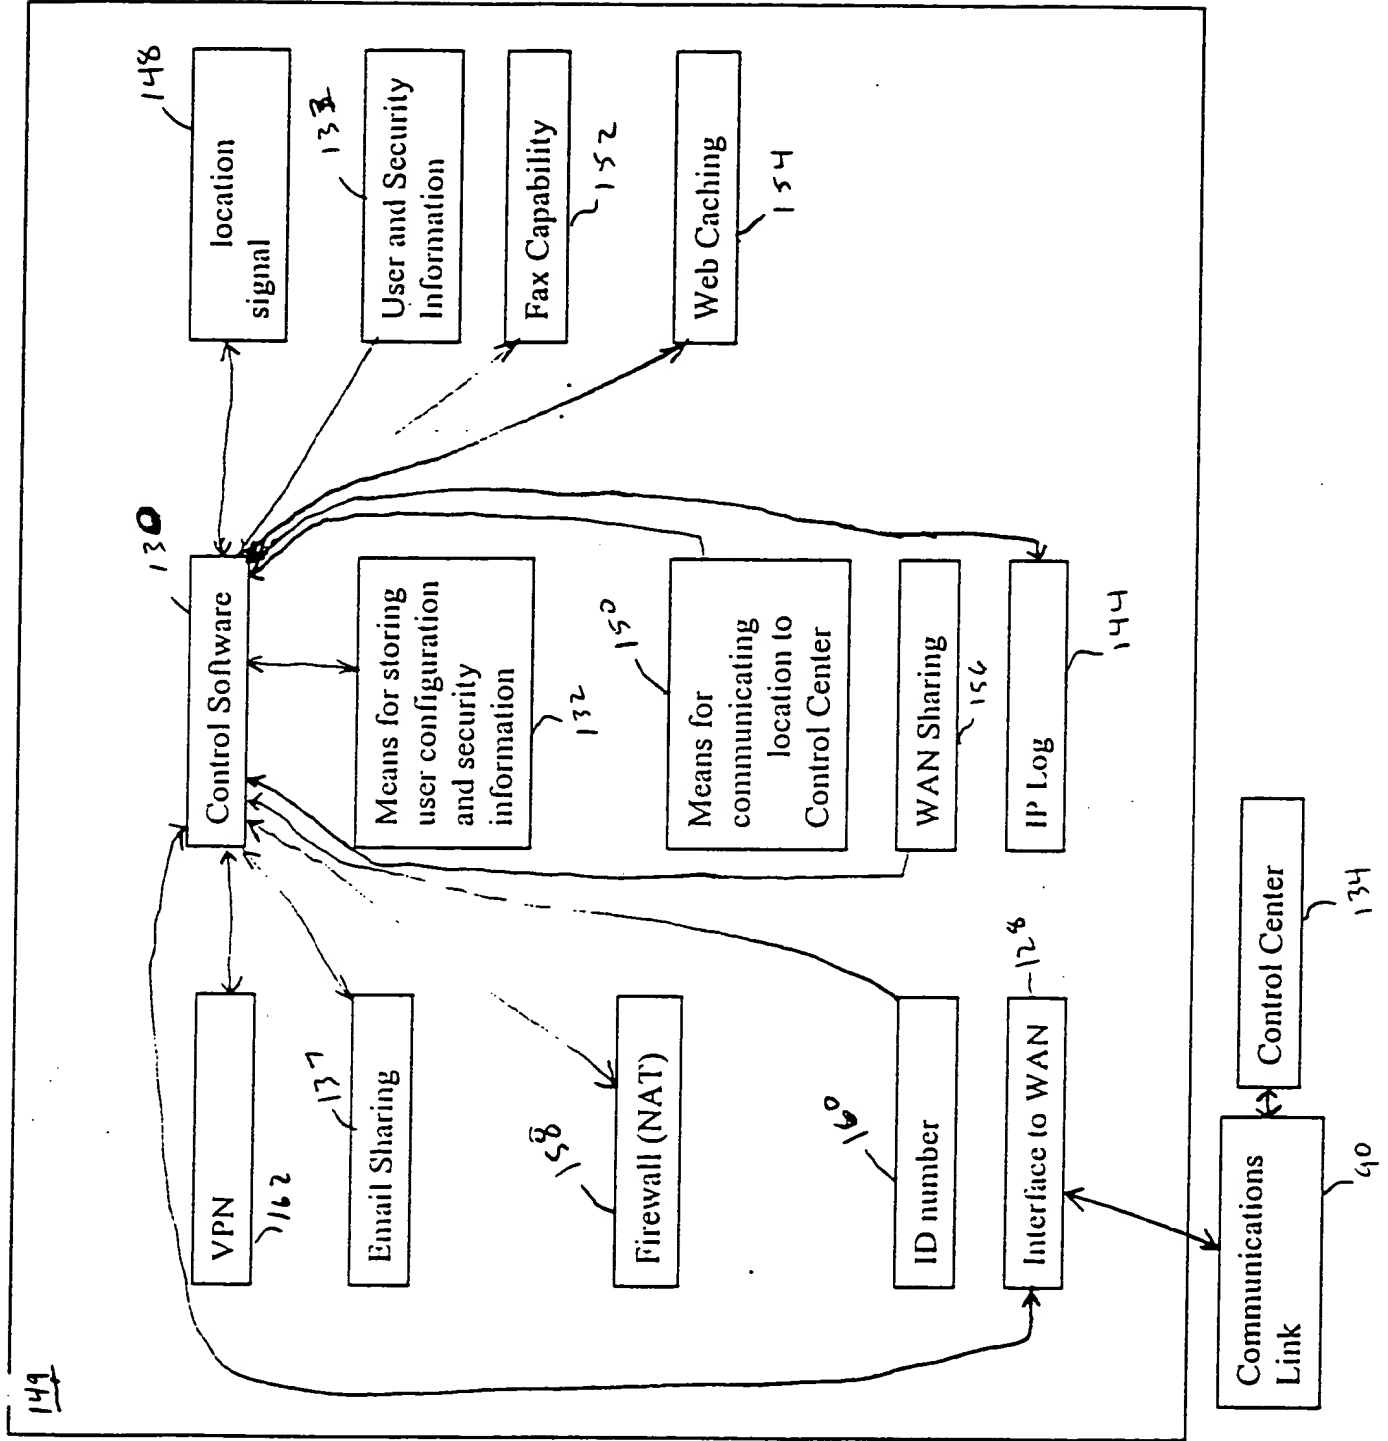 149
VPN
162
Email Sharing
137
Firewall (NAT)
158
ID number
160
Interface to WAN
128
Control Software
130
Means for storing
user configuration
and security
information
132
Means for
communicating
location to
Control Center
150
WAN Sharing
156
IP Log
144
location
signal
148
User and Security
Information
Fax Capability
152
Web Caching
154
Communications
Link
90
Control Center
134